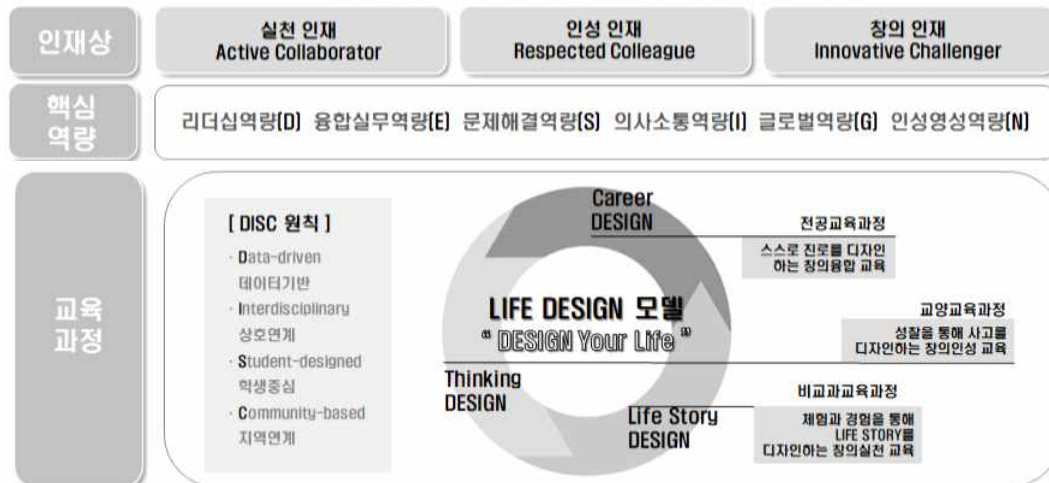 인재상
실천 인재
Active Collaborator
인성 인재
Respected Colleague
창의 인재
Innovative Challenger
핵심
역량
리더십역량(D) 융합실무역량(E) 문제해결역량(S) 의사소통역량(I) 글로벌역량(G) 인성영성역량(N)
교육
과정
[ DISC 원칙 ]
· Data-driven
데이터기반
· Interdisciplinary
상호연계
· Student-designed
학생중심
· Community-based
지역연계
Career
DESIGN
전공교육과정
스스로 진로를 디자인
하는 창의융합 교육
LIFE DESIGN 모델
“ DESIGN Your Life ”
교양교육과정
성찰을 통해 사고를
디자인하는 창의인성 교육
Thinking
DESIGN
비교과교육과정
Life Story
DESIGN
체험과 경험을 통해
LIFE STORY를
디자인하는 창의실천 교육